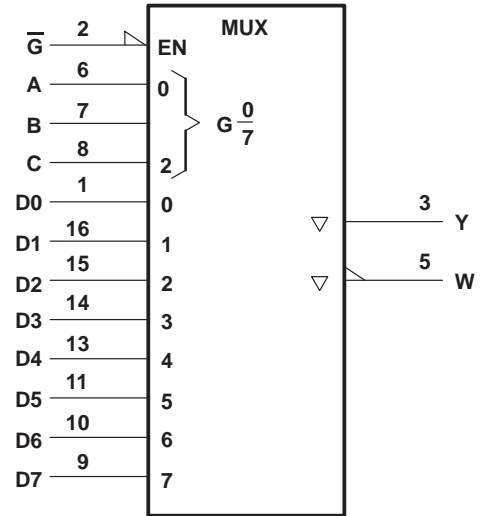 MUX
G̅ 2 EN
A 6 0
B 7 G 0/7
C 8 2
D0 1 0
D1 16 1
D2 15 2
D3 14 3
D4 13 4
D5 11 5
D6 10 6
D7 9 7
3 Y
5 W